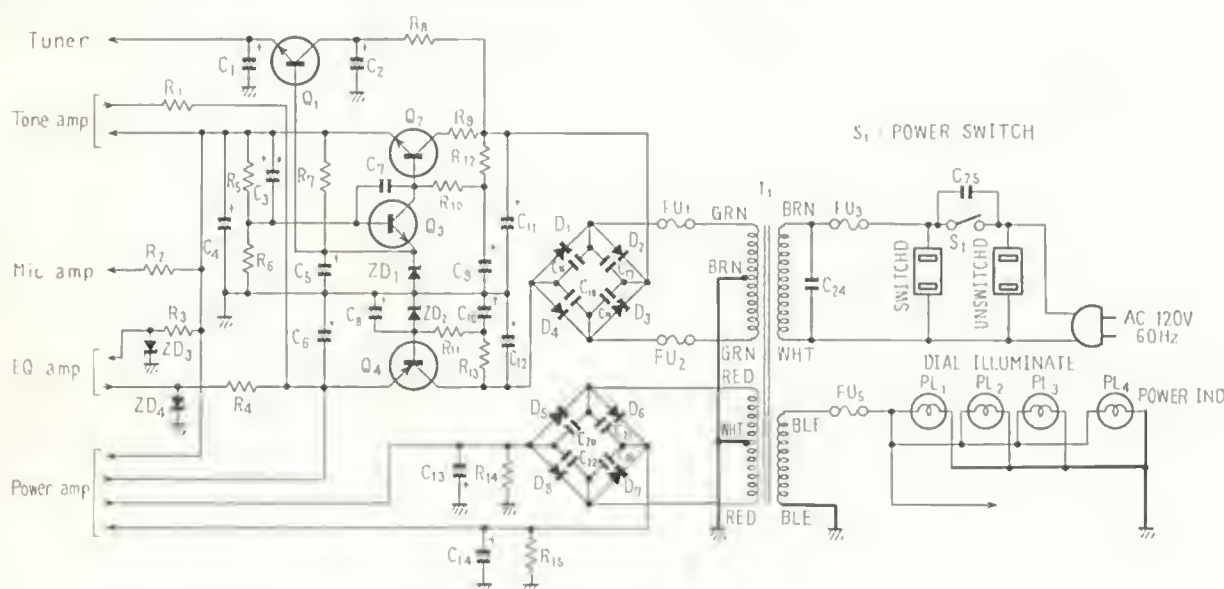 Tuner
Tone amp
Mic amp
EQ amp
Power amp
R8
C1
C2
Q1
R1
Q2
R9
R12
R5
C3
R7
C7
R10
Q3
C11
C4
R2
R6
C5
ZD1
C9
R3
ZD3
C8
ZD2
C10
C6
R11
R13
C12
Q4
ZD4
R4
D1
D2
C17
C18
D4
D3
FU1
FU2
GRN
BRN
GRN
T1
BRN
FU3
C24
WHT
S1 : POWER SWITCH
C25
S1
SWITCHD
UNSWITCHD
AC 120V
60Hz
DIAL ILLUMINATE
RED
WHT
RED
BLE
BLE
FU5
PL1
PL2
PL3
PL4
POWER IND
D5
D6
C20
C22
D8
D7
C13
R14
C14
R15